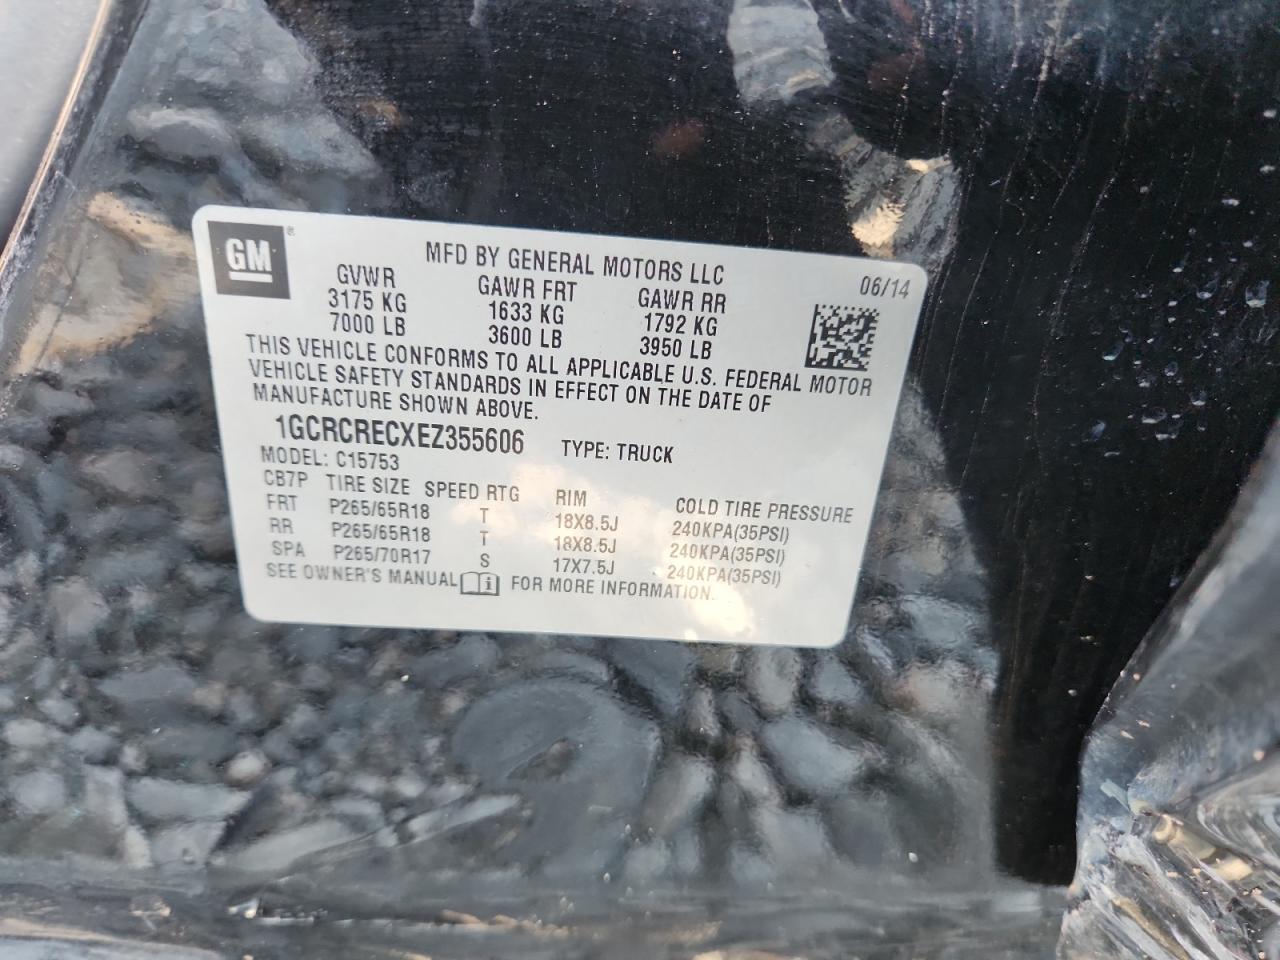 GM ®
MFD BY GENERAL MOTORS LLC
06/14
GVWR GAWR FRT GAWR RR
3175 KG 1633 KG 1792 KG
7000 LB 3600 LB 3950 LB
THIS VEHICLE CONFORMS TO ALL APPLICABLE U.S. FEDERAL MOTOR
VEHICLE SAFETY STANDARDS IN EFFECT ON THE DATE OF
MANUFACTURE SHOWN ABOVE.
1GCRCRECXEZ355606 TYPE: TRUCK
MODEL: C15753
CB7P TIRE SIZE SPEED RTG RIM COLD TIRE PRESSURE
FRT P265/65R18 T 18X8.5J 240KPA(35PSI)
RR P265/65R18 T 18X8.5J 240KPA(35PSI)
SPA P265/70R17 S 17X7.5J 240KPA(35PSI)
SEE OWNER'S MANUAL i FOR MORE INFORMATION.